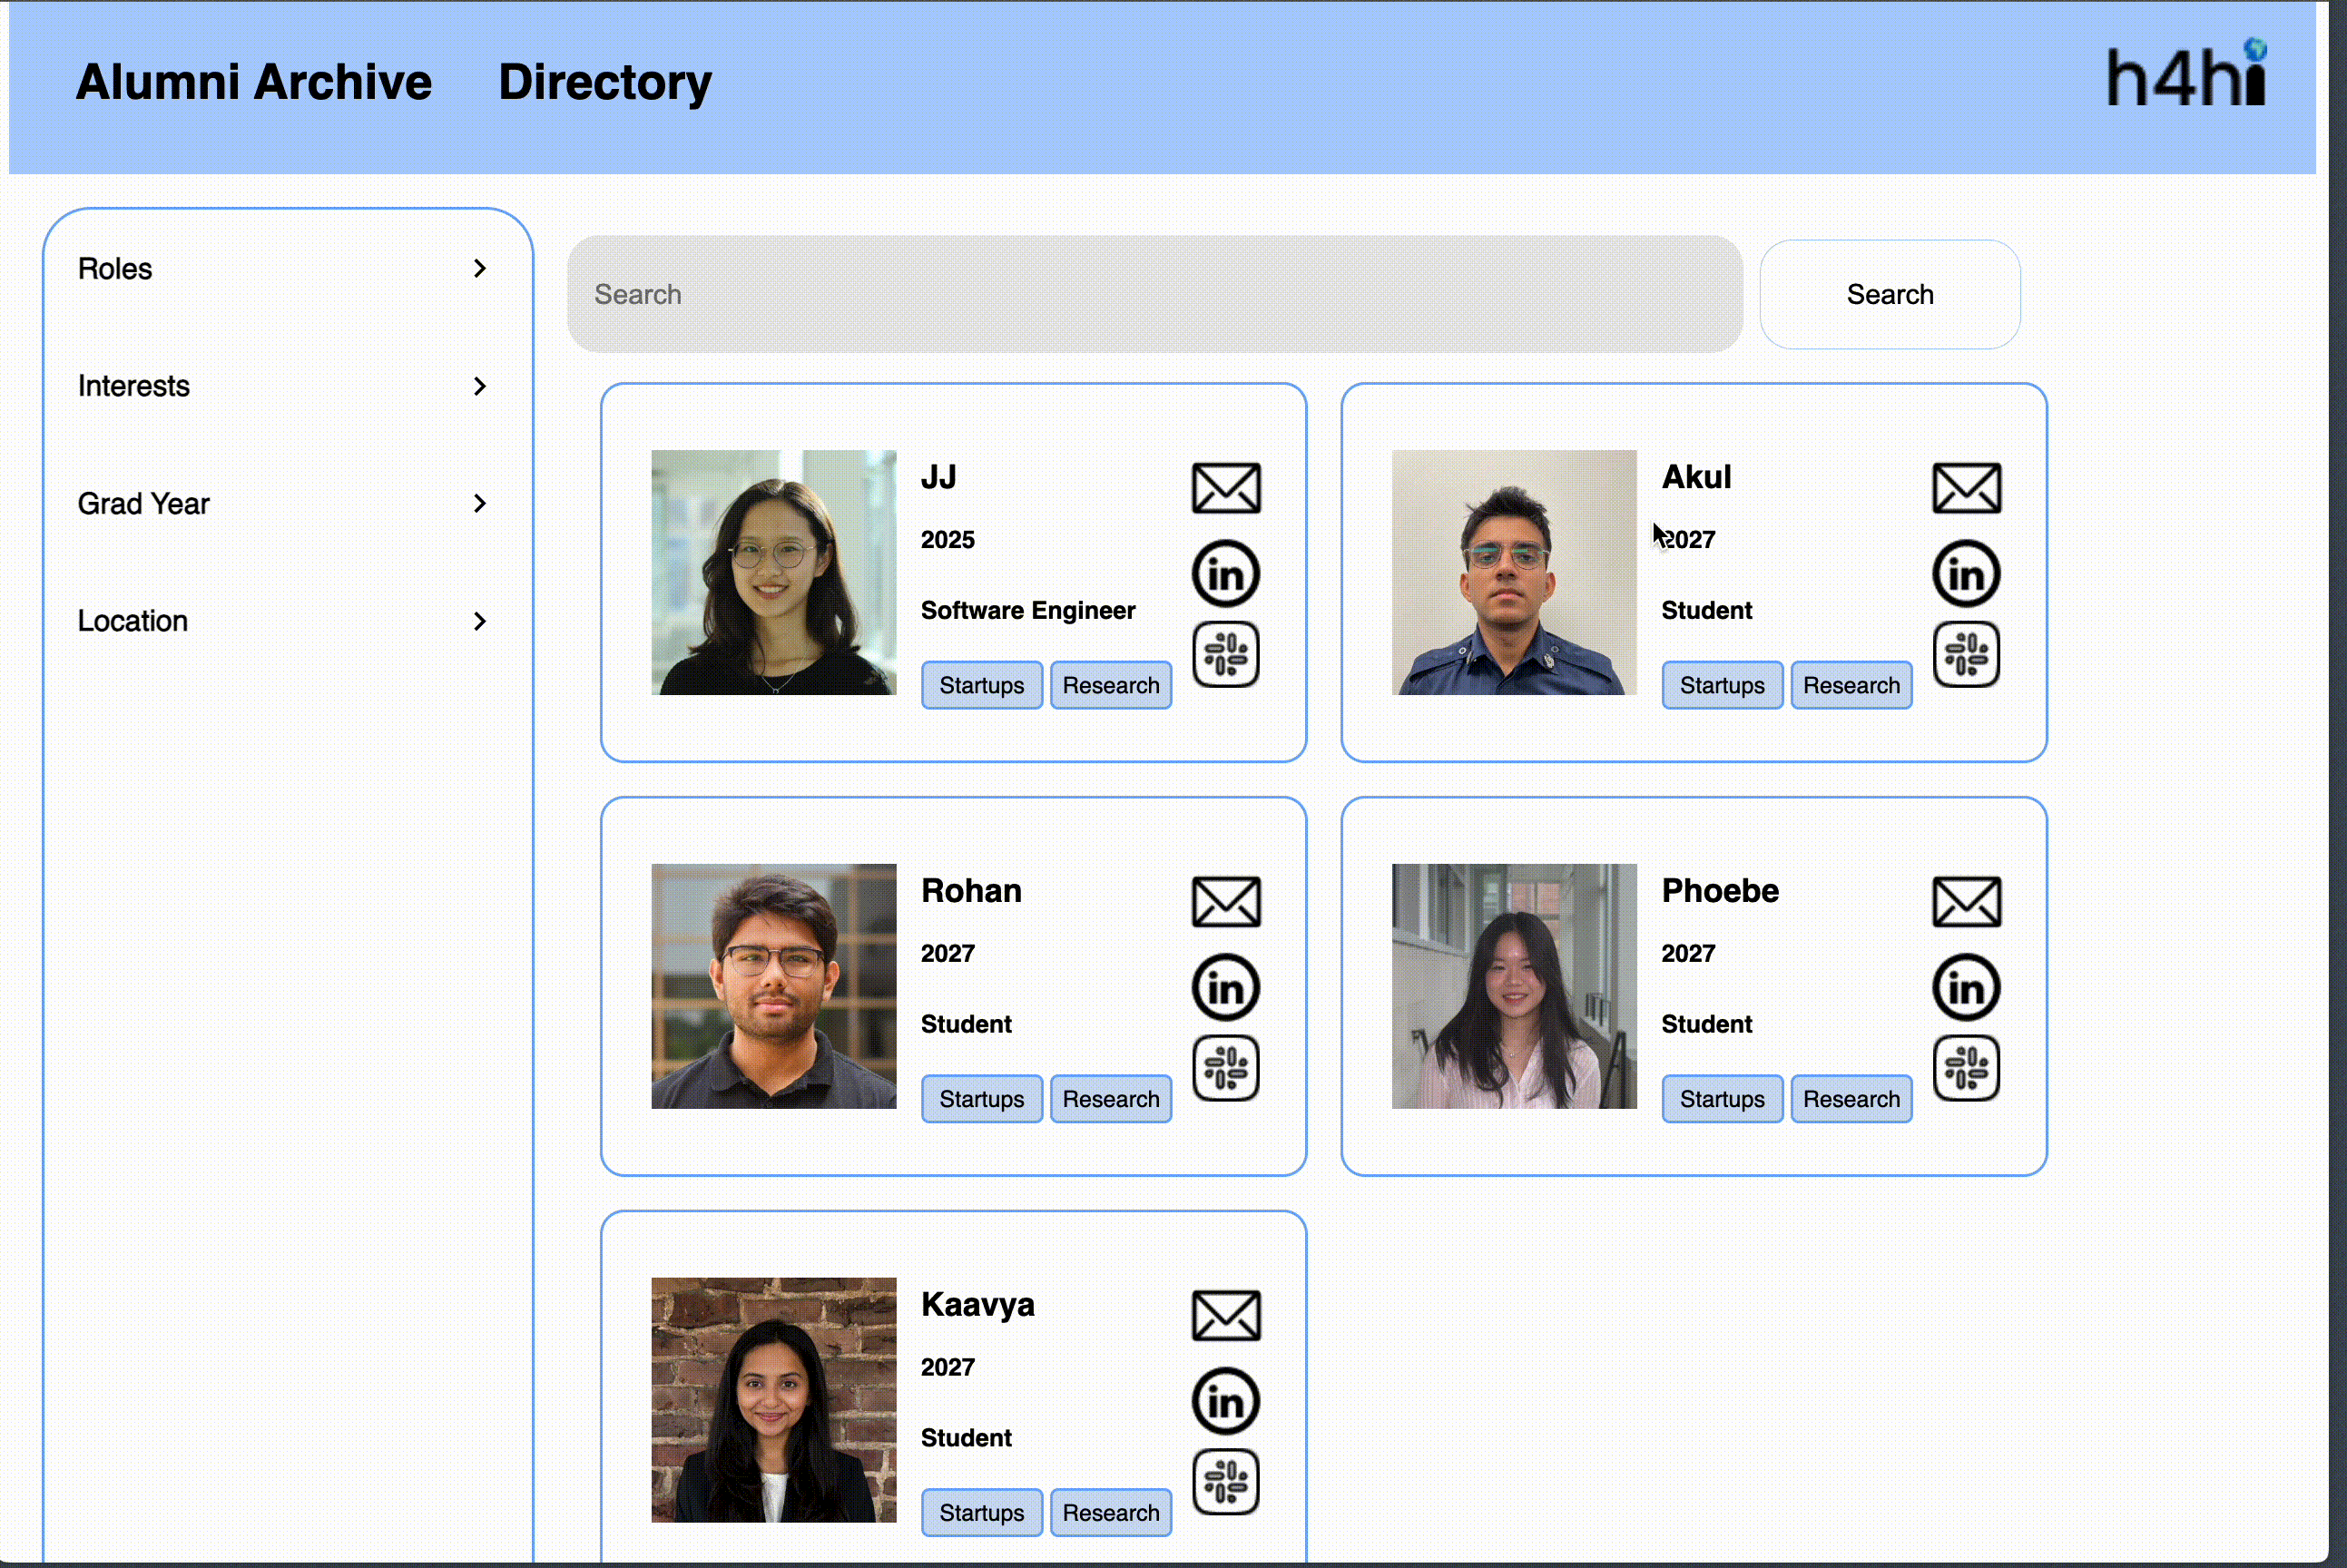 Alumni Archive Directory
h4hi
Roles
Interests
Grad Year
Location
Search
Search
JJ
2025
Software Engineer
Startups Research
in
Akul
2027
Student
Startups Research
in
Rohan
2027
Student
Startups Research
in
Phoebe
2027
Student
Startups Research
in
Kaavya
2027
Student
Startups Research
in